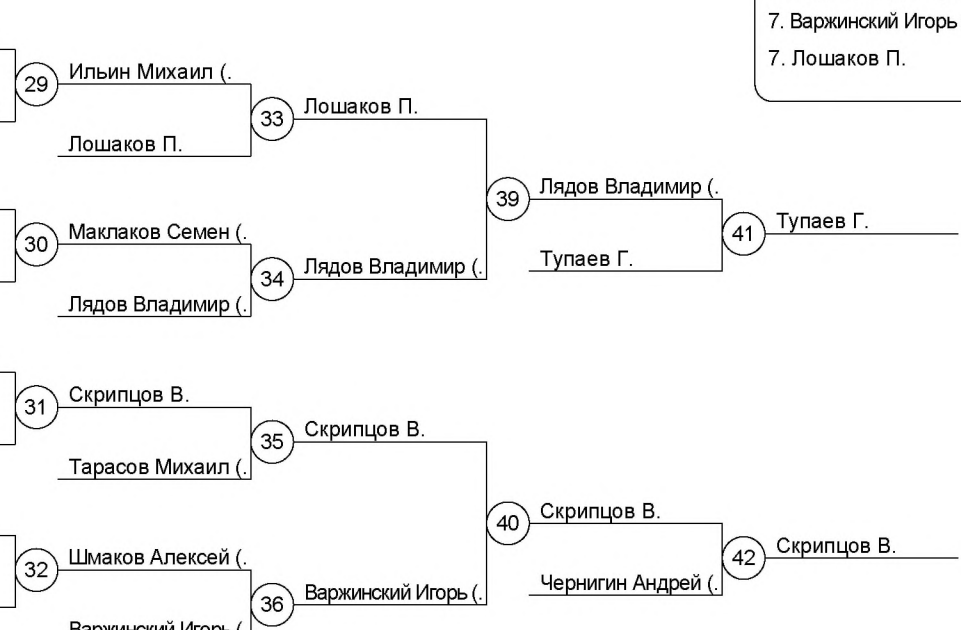 7. Варжинский Игорь
7. Лошаков П.
29 Ильин Михаил (.
33 Лошаков П.
Лошаков П.
39 Лядов Владимир (.
30 Маклаков Семен (.
41 Тупаев Г.
34 Лядов Владимир (.
Тупаев Г.
Лядов Владимир (.
31 Скрипцов В.
35 Скрипцов В.
Тарасов Михаил (.
40 Скрипцов В.
32 Шмаков Алексей (.
42 Скрипцов В.
36 Варжинский Игорь (.
Чернигин Андрей (.
Варжинский Игорь (.